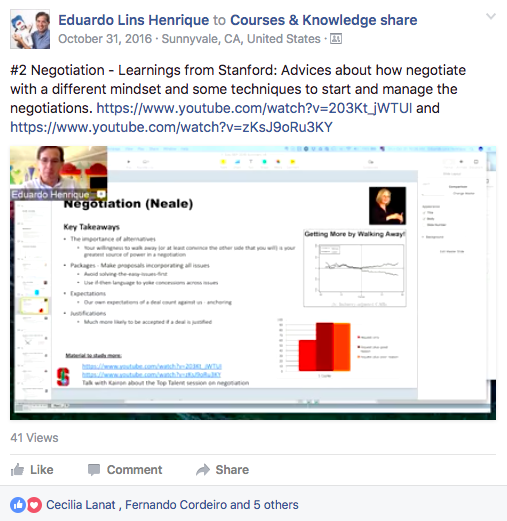 Eduardo Lins Henrique to Courses & Knowledge share
October 31, 2016 · Sunnyvale, CA, United States ·
#2 Negotiation - Learnings from Stanford: Advices about how negotiate
with a different mindset and some techniques to start and manage the
negotiations. https://www.youtube.com/watch?v=203Kt_jWTUI and
https://www.youtube.com/watch?v=zKsJ9oRu3KY
Eduardo Henrique
Negotiation (Neale)
Key Takeaways
• The importance of alternatives
• Your willingness to walk away (or at least convince the other side that you will) is your
greatest source of power in a negotiation
• Packages - Make proposals incorporating all issues
• Avoid solving-the-easy-issues-first
• Use if-then language to yoke concessions across issues
• Expectations
• Our own expectations of a deal count against us - anchoring
• Justifications
• Much more likely to be accepted if a deal is justified
Getting More by Walking Away!
Material to study more:
https://www.youtube.com/watch?v=203Kt_jWTUI
https://www.youtube.com/watch?v=zKsJ9oRu3KY
Talk with Kairon about the Top Talent session on negotiation
41 Views
Like Comment Share
Cecilia Lanat , Fernando Cordeiro and 5 others